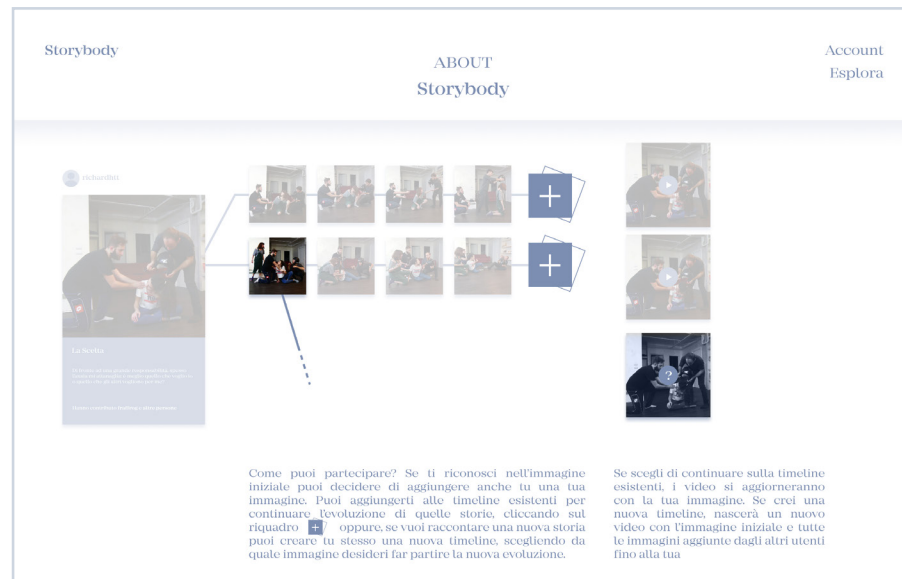 Storybody
ABOUT
Storybody
Account
Esplora
richardini
La Scelta
Come puoi partecipare? Se ti riconosci nell'immagine
iniziale puoi decidere di aggiungere anche tu una tua
immagine. Puoi aggiungerti alle timeline esistenti per
continuare l'evoluzione di quelle storie, cliccando sul
riquadro + oppure, se vuoi raccontare una nuova storia
puoi creare tu stesso una nuova timeline, scegliendo da
quale immagine desideri far partire la nuova evoluzione.
Se scegli di continuare sulla timeline
esistenti, i video si aggiorneranno
con la tua immagine. Se crei una
nuova timeline, nascerà un nuovo
video con l'immagine iniziale e tutte
le immagini aggiunte dagli altri utenti
fino alla tua